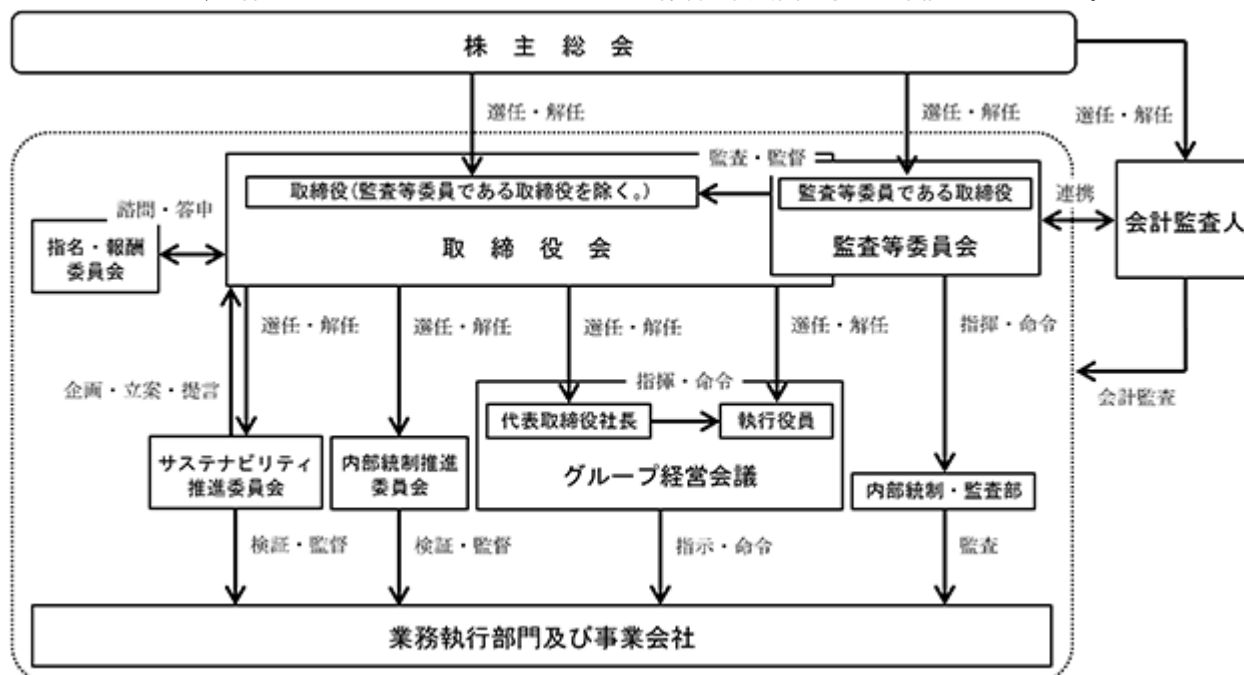 株主総会
選任・解任
選任・解任
選任・解任
監査・監督
取締役(監査等委員である取締役を除く。)
監査等委員である取締役
連携
会計監査人
諮問・答申
指名・報酬
委員会
取締役会
監査等委員会
選任・解任
選任・解任
選任・解任
選任・解任
指揮・命令
企画・立案・提言
指揮・命令
会計監査
代表取締役社長
執行役員
サステナビリティ
推進委員会
内部統制推進
委員会
グループ経営会議
内部統制・監査部
検証・監督
検証・監督
指示・命令
監査
業務執行部門及び事業会社